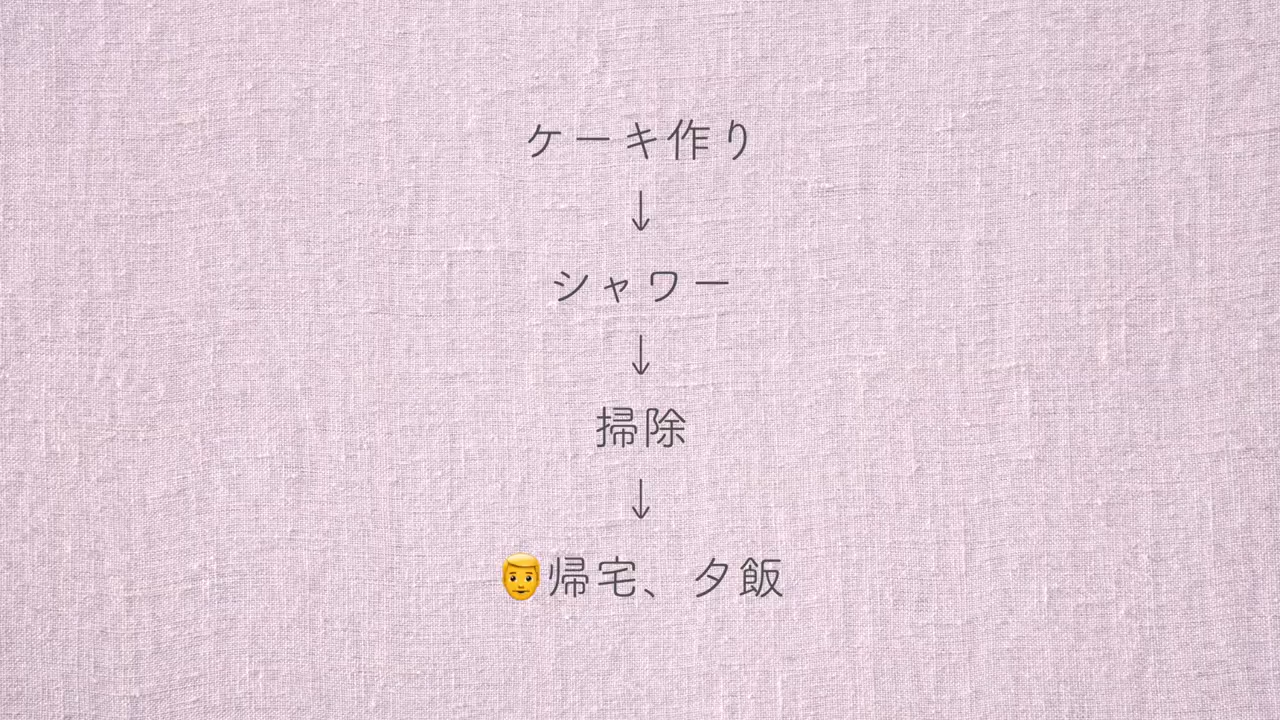 ケーキ作り
↓
シャワー
↓
掃除
↓
👨帰宅、夕飯